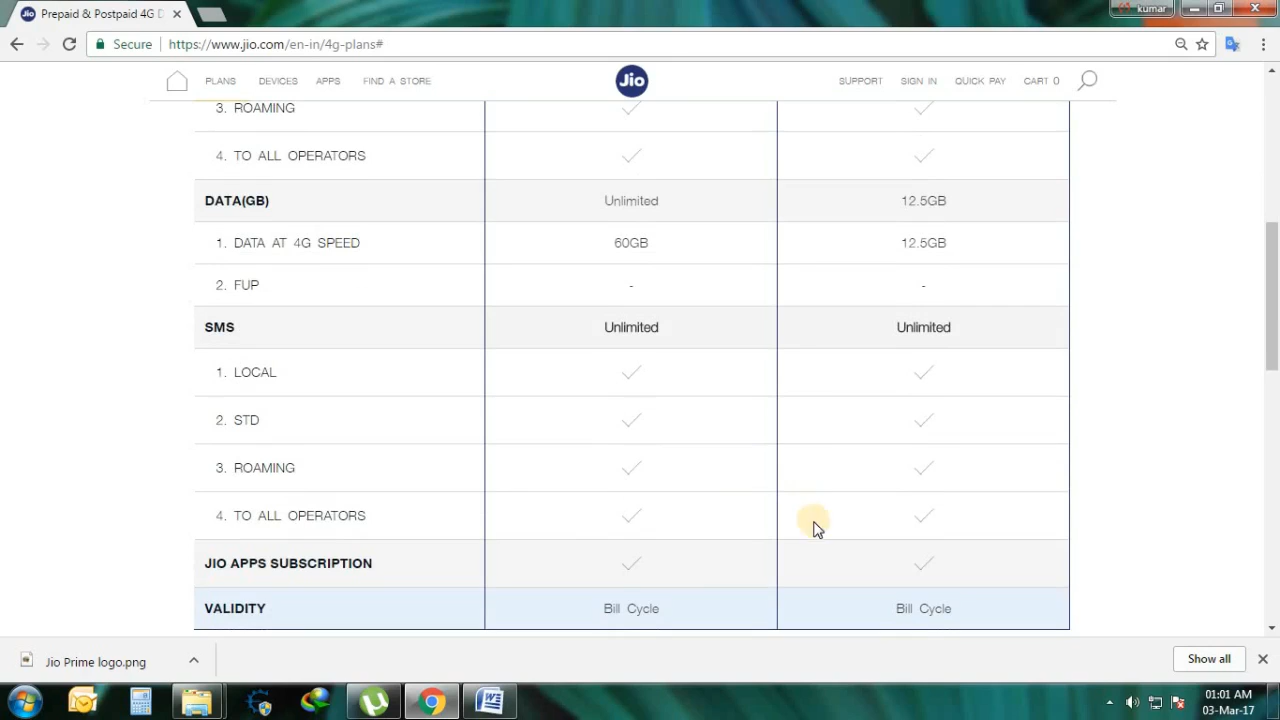 Prepaid & Postpaid 4G D
kumar
Secure https://www.jio.com/en-in/4g-plans#
PLANS DEVICES APPS FIND A STORE Jio SUPPORT SIGN IN QUICK PAY CART 0
3. ROAMING
4. TO ALL OPERATORS
DATA(GB) Unlimited 12.5GB
1. DATA AT 4G SPEED 60GB 12.5GB
2. FUP - -
SMS Unlimited Unlimited
1. LOCAL
2. STD
3. ROAMING
4. TO ALL OPERATORS
JIO APPS SUBSCRIPTION
VALIDITY Bill Cycle Bill Cycle
Jio Prime logo.png Show all
01:01 AM
03-Mar-17